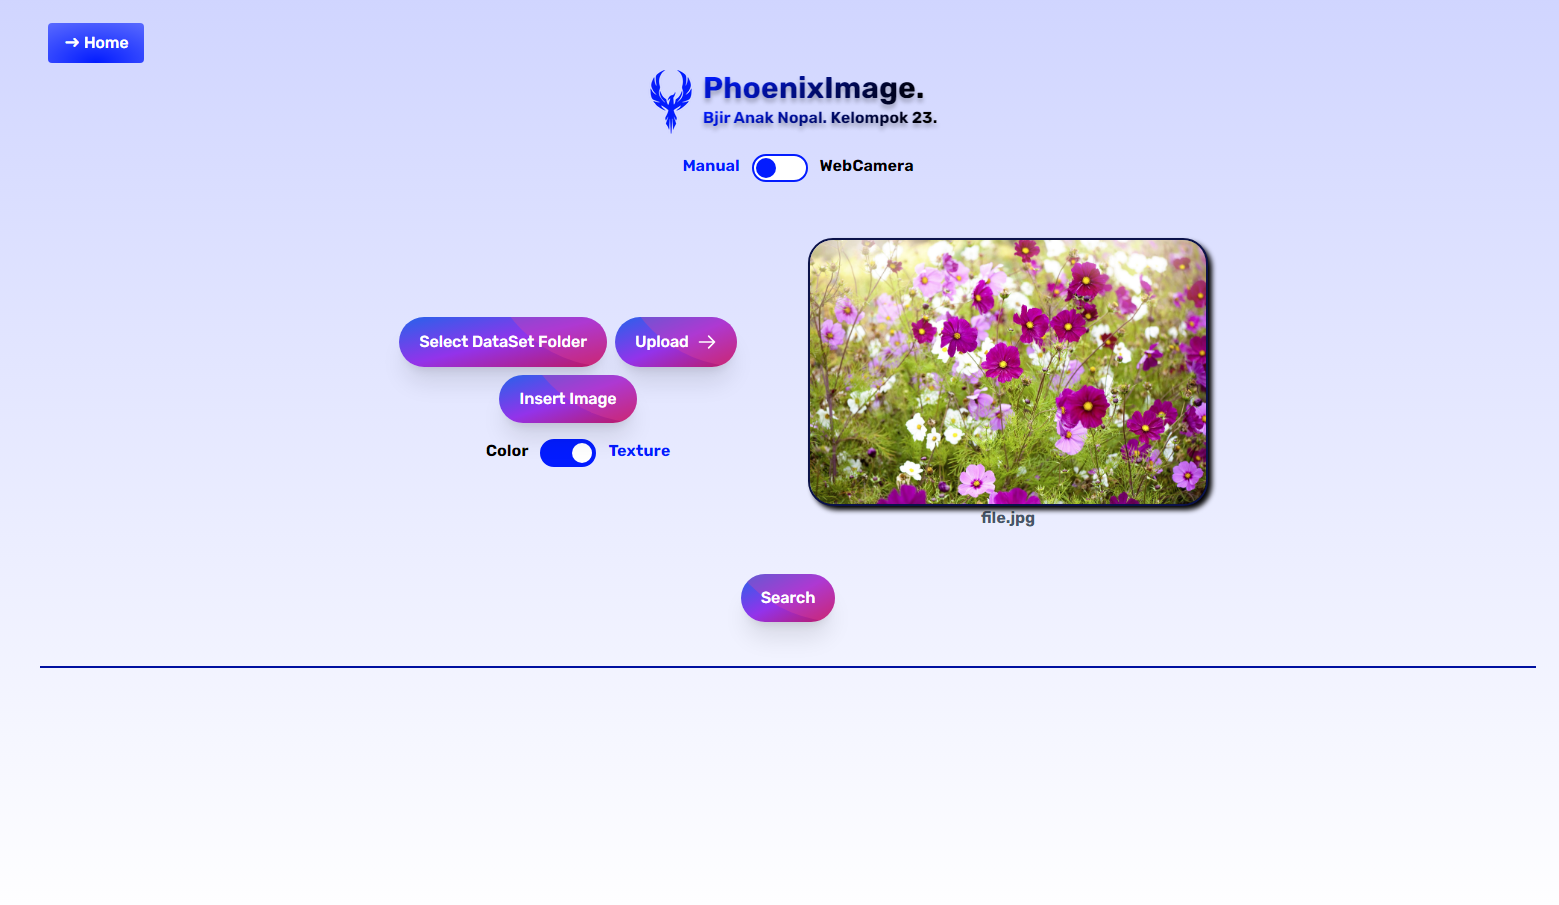 → Home
PhoenixImage.
Bjir Anak Nopal. Kelompok 23.
Manual WebCamera
Select DataSet Folder Upload →
Insert Image
Color Texture
file.jpg
Search